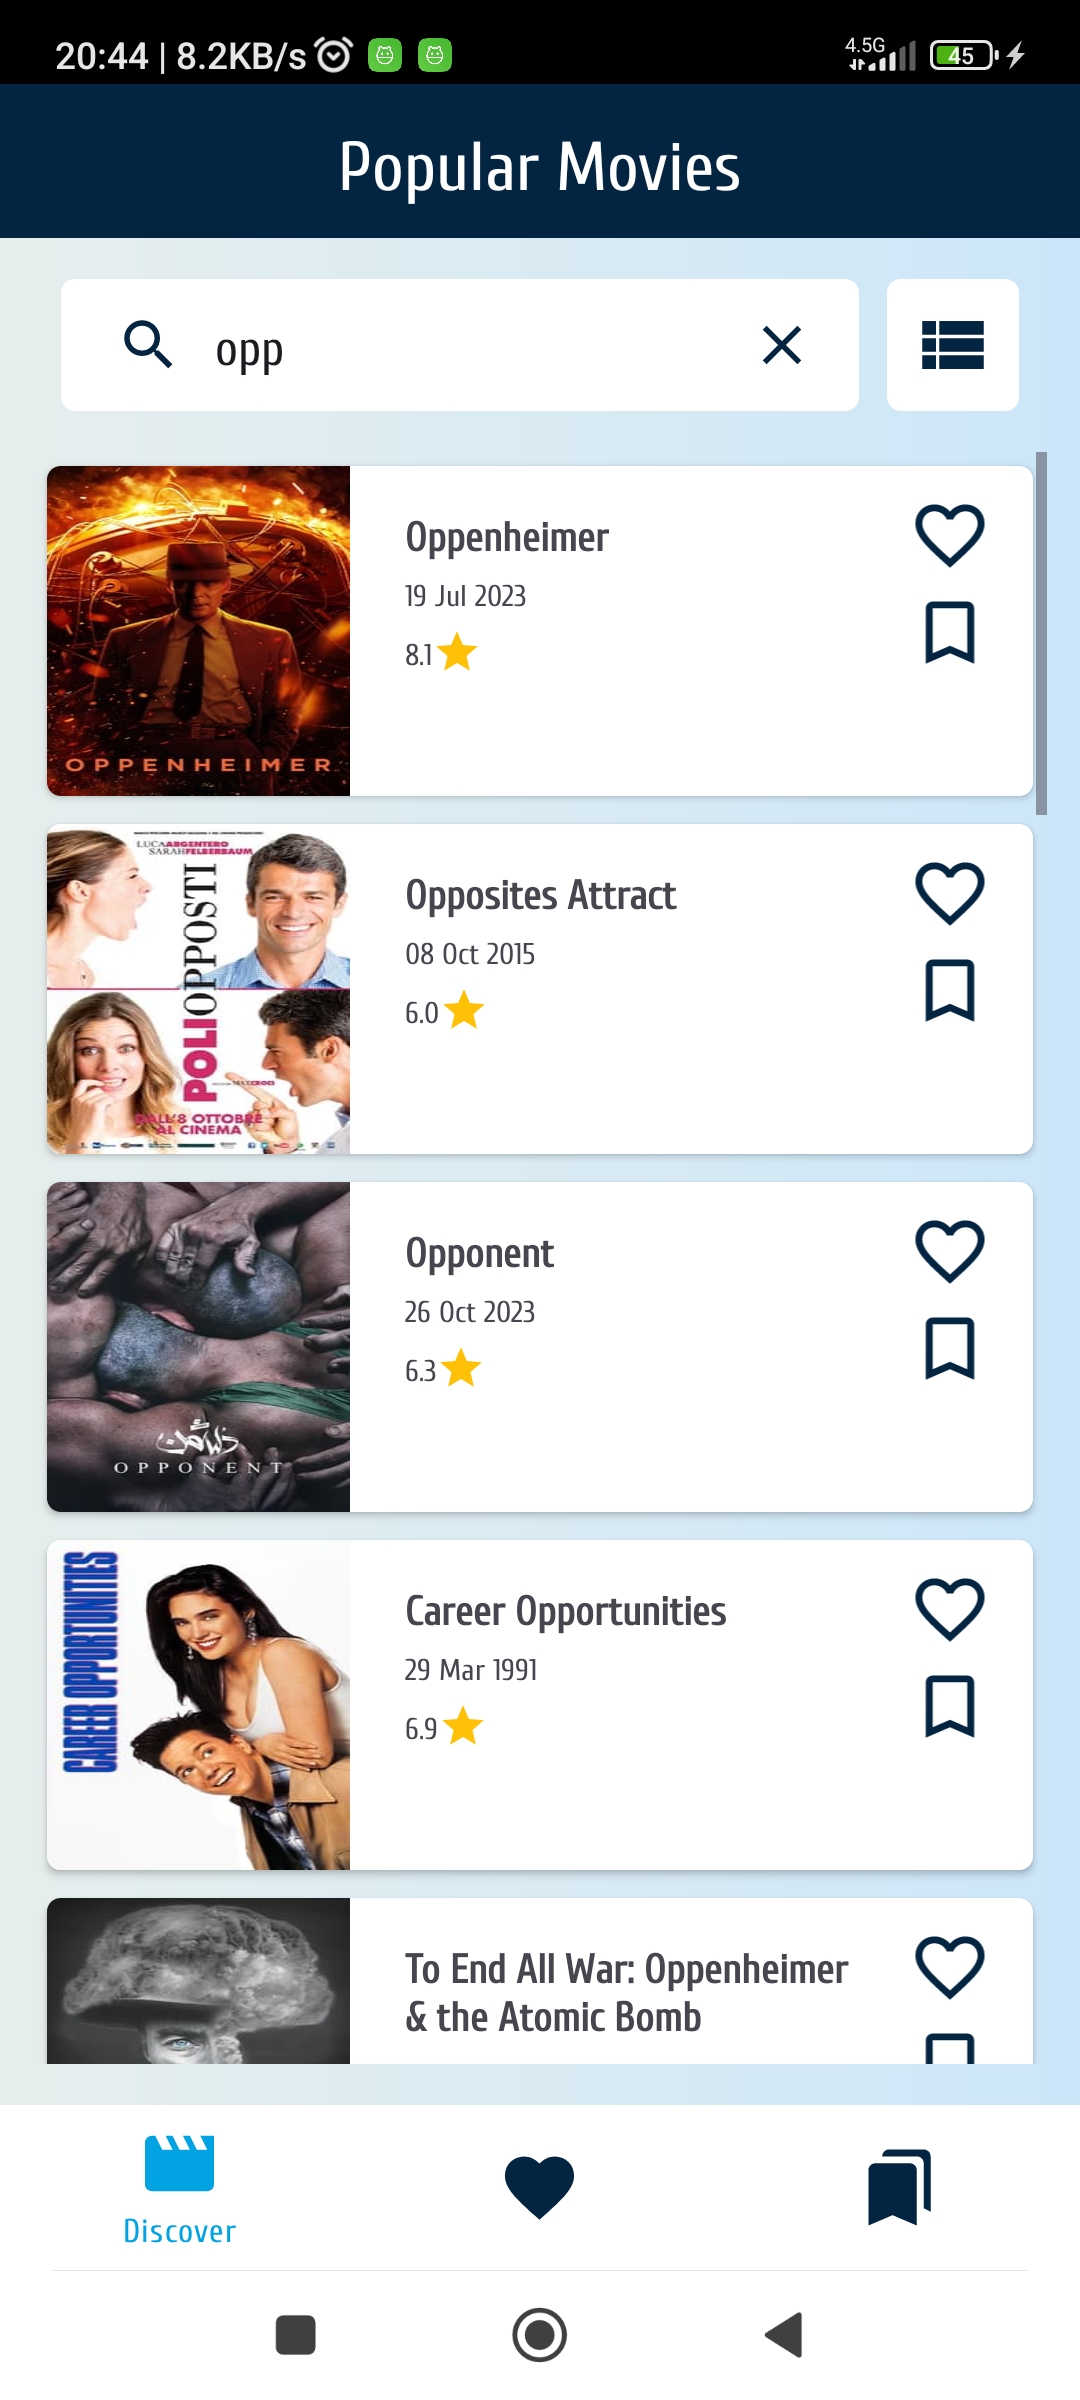 20:44 | 8.2KB/s
4.5G
45
Popular Movies
opp
OPPENHEIMER
Oppenheimer
19 Jul 2023
8.1
LUCA ARGENTERO
SARAH FELBERBAUM
POLIOPPOSTI
DALL'8 OTTOBRE
AL CINEMA
Opposites Attract
08 Oct 2015
6.0
OPPONENT
Opponent
26 Oct 2023
6.3
CAREER OPPORTUNITIES
Career Opportunities
29 Mar 1991
6.9
To End All War: Oppenheimer
& the Atomic Bomb
Discover